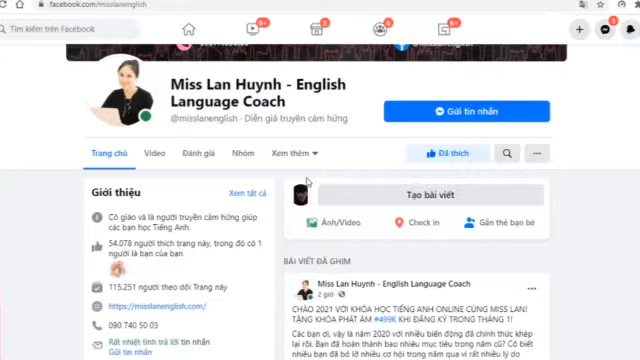 facebook.com/misslanenglish
Tìm kiếm trên Facebook
9+
2
6
9+
1
Miss Lan Huynh - English
Language Coach
@misslanenglish · Diễn giả truyền cảm hứng
Gửi tin nhắn
Trang chủ
Video
Đánh giá
Nhóm
Xem thêm
Đã thích
Giới thiệu
Xem tất cả
Cô giáo và là người truyền cảm hứng giúp
các bạn học Tiếng Anh.
54.078 người thích trang này, trong đó có 1
người là bạn của bạn
115.251 người theo dõi Trang này
https://misslanenglish.com/
090 740 50 03
Rất nhiệt tình trả lời tin nhắn
Gửi tin nhắn
Tạo bài viết
Ảnh/Video
Check in
Gắn thẻ bạn bè
BÀI VIẾT ĐÃ GHIM
Miss Lan Huynh - English Language Coach
2 giờ
CHÀO 2021 VỚI KHÓA HỌC TIẾNG ANH ONLINE CÙNG MISS LAN!
TẶNG KHÓA PHÁT ÂM #499K KHI ĐĂNG KÝ TRONG THÁNG 1!
Các bạn ơi, vậy là năm 2020 với nhiều biến động đã chính thức khép
lại rồi. Bạn đã hoàn thành bao nhiêu mục tiêu trong năm cũ? Có biết
nhiêu bạn đã bỏ lỡ nhiều cơ hội trong năm qua vì rất nhiều lý do